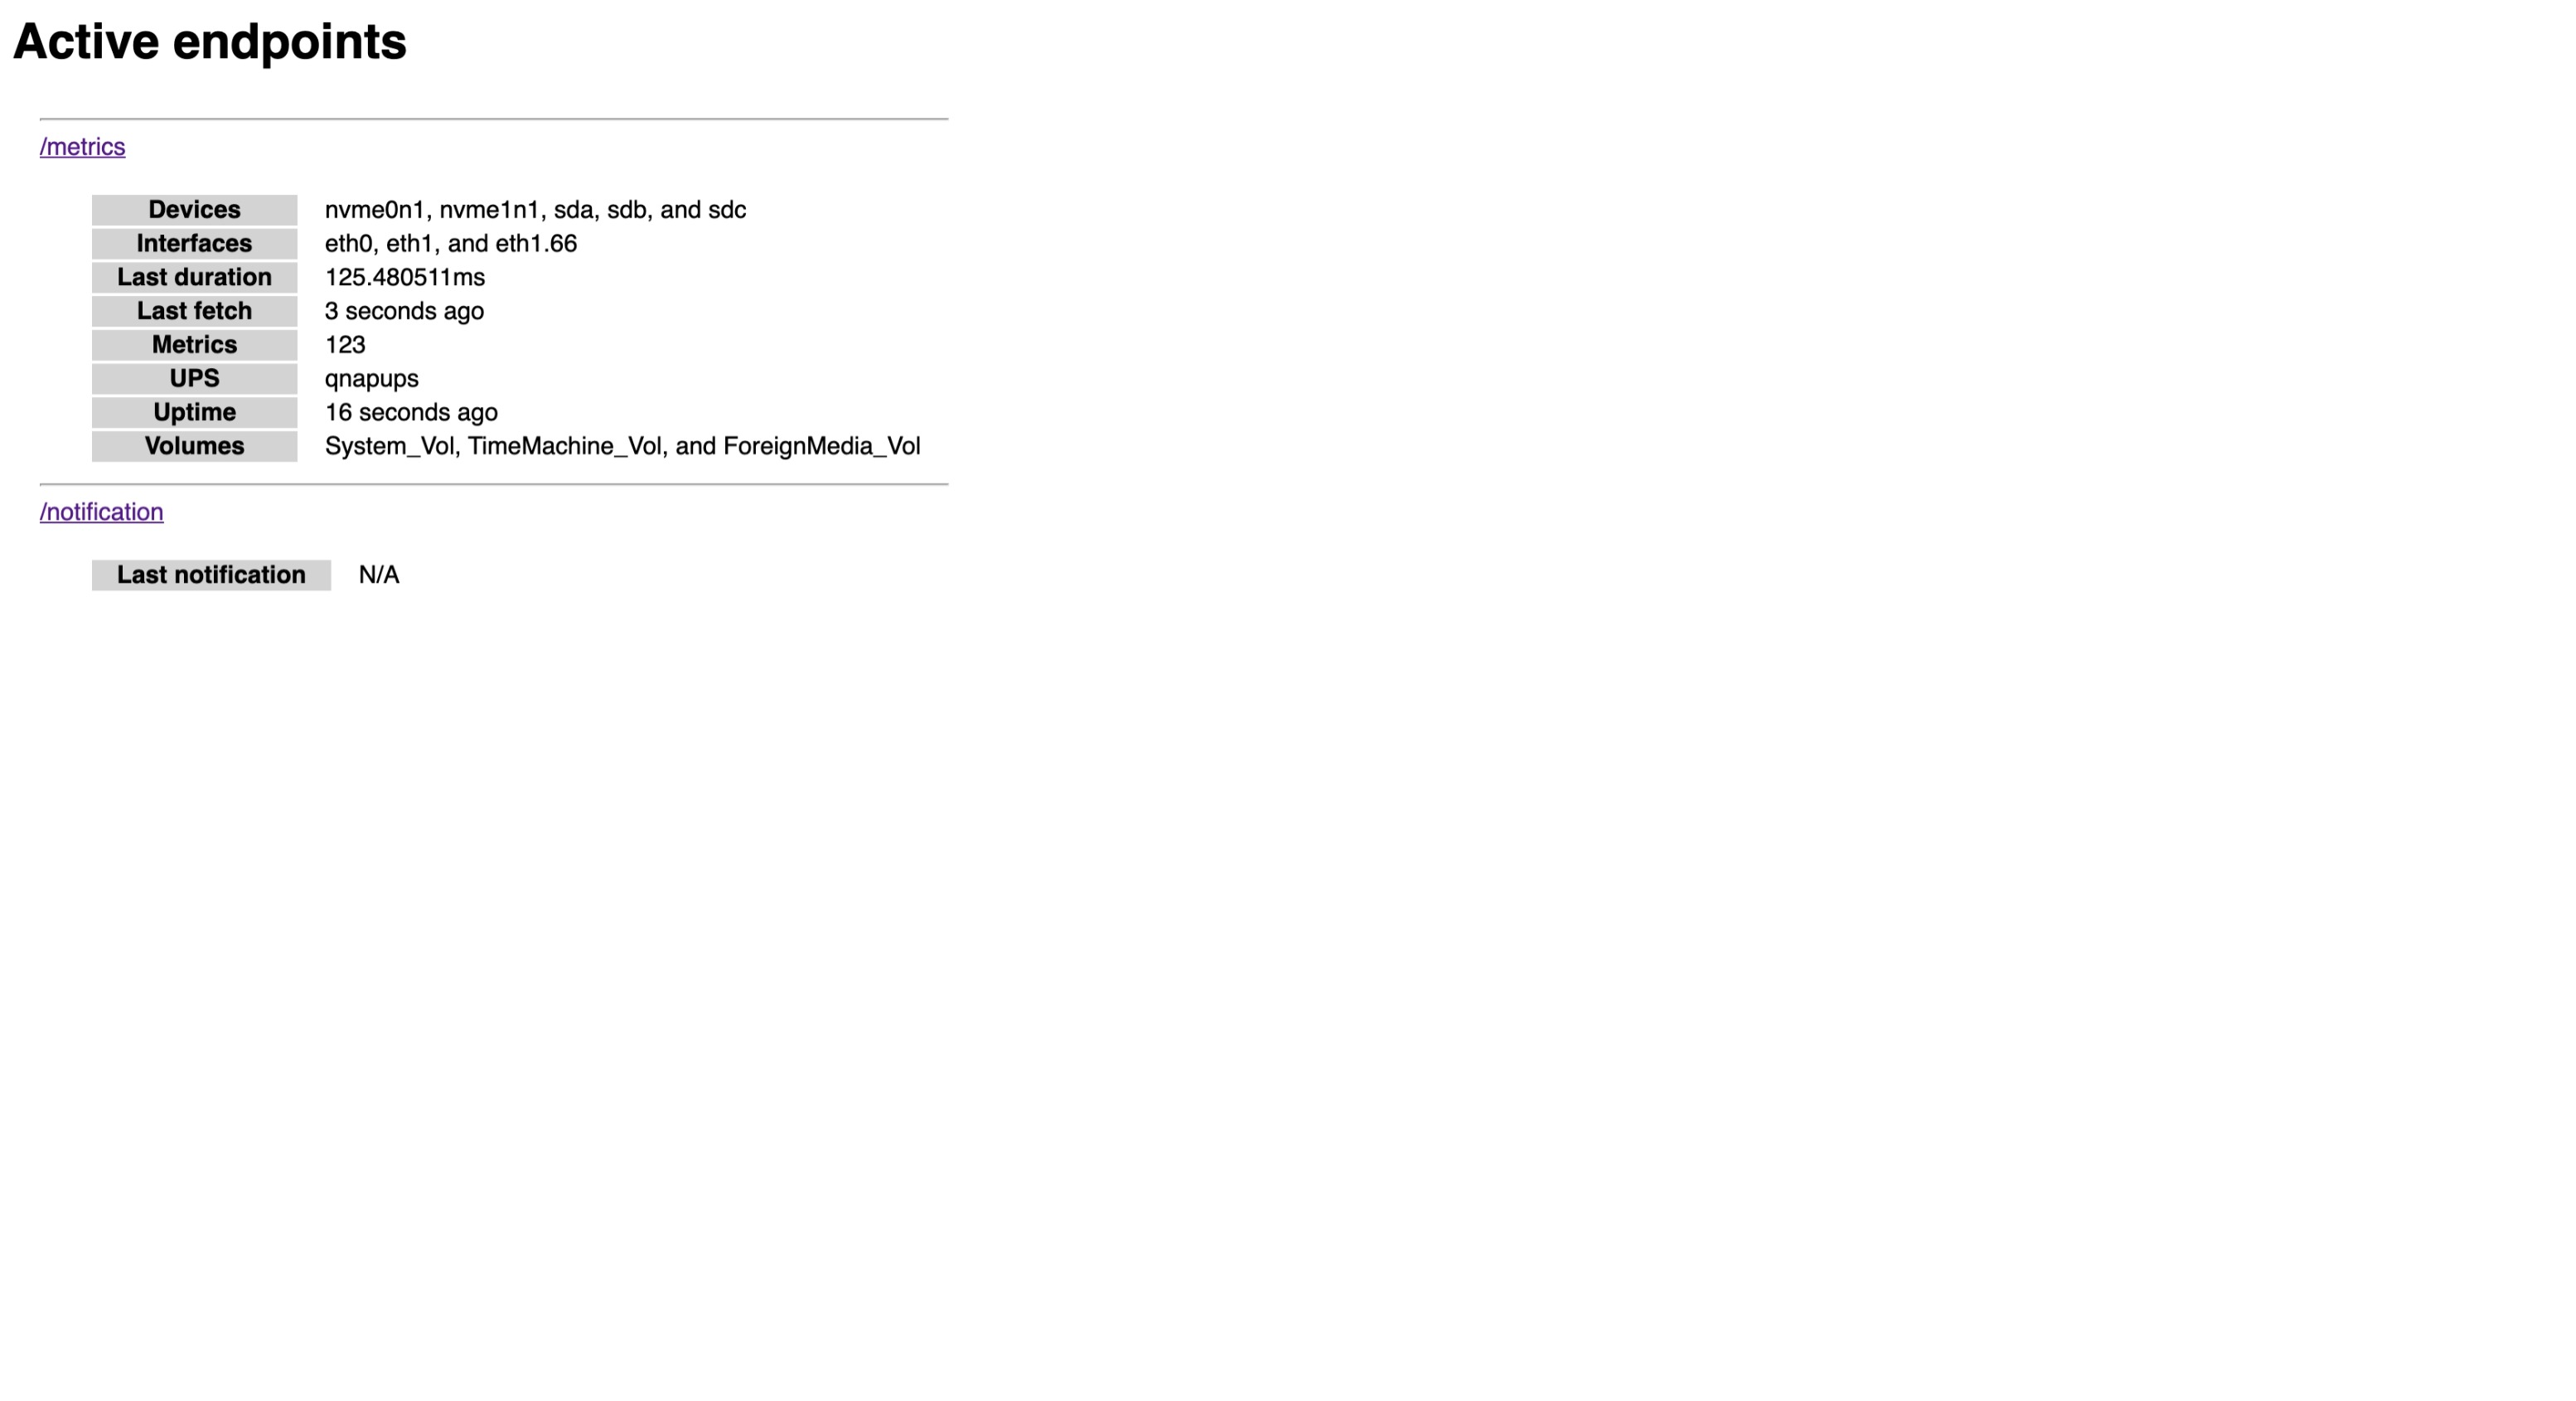 Active endpoints
/metrics
Devices nvme0n1, nvme1n1, sda, sdb, and sdc
Interfaces eth0, eth1, and eth1.66
Last duration 125.480511ms
Last fetch 3 seconds ago
Metrics 123
UPS qnapups
Uptime 16 seconds ago
Volumes System_Vol, TimeMachine_Vol, and ForeignMedia_Vol
/notification
Last notification N/A